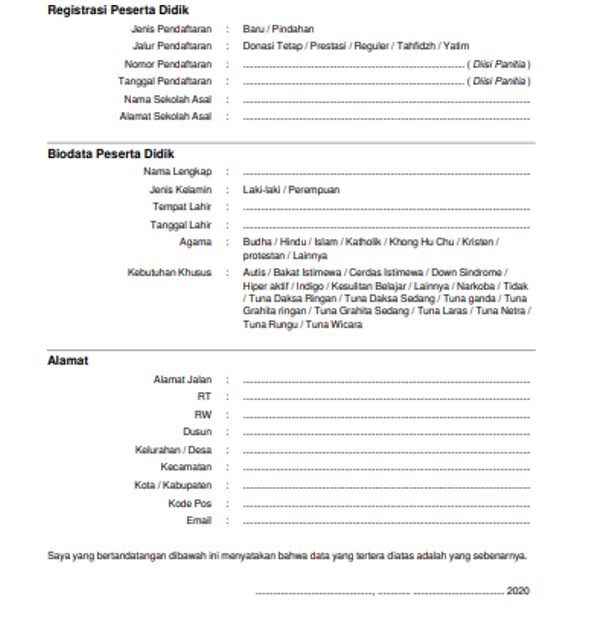 Registrasi Peserta Didik
Jenis Pendaftaran : Baru / Pindahan
Jalur Pendaftaran : Donasi Tetap / Prestasi / Reguler / Tahfidzh / Yatim
Nomor Pendaftaran : ........................................ ( Diisi Panitia )
Tanggal Pendaftaran : ........................................ ( Diisi Panitia )
Nama Sekolah Asal : ........................................
Alamat Sekolah Asal : ........................................
Biodata Peserta Didik
Nama Lengkap : ........................................
Jenis Kelamin : Laki-laki / Perempuan
Tempat Lahir : ........................................
Tanggal Lahir : ........................................
Agama : Budha / Hindu / Islam / Katholik / Khong Hu Chu / Kristen /
protestan / Lainnya
Kebutuhan Khusus : Autis / Bakat Istimewa / Cerdas Istimewa / Down Sindrome /
Hiper aktif / Indigo / Kesulitan Belajar / Lainnya / Narkoba / Tidak
/ Tuna Daksa Ringan / Tuna Daksa Sedang / Tuna ganda / Tuna
Grahita ringan / Tuna Grahita Sedang / Tuna Laras / Tuna Netra /
Tuna Rungu / Tuna Wicara
Alamat
Alamat Jalan : ........................................
RT : ........................................
RW : ........................................
Dusun : ........................................
Kelurahan / Desa : ........................................
Kecamatan : ........................................
Kota / Kabupaten : ........................................
Kode Pos : ........................................
Email : ........................................
Saya yang bertandatangan dibawah ini menyatakan bahwa data yang tertera diatas adalah yang sebenarnya.
........................., ........ ...................... 2020